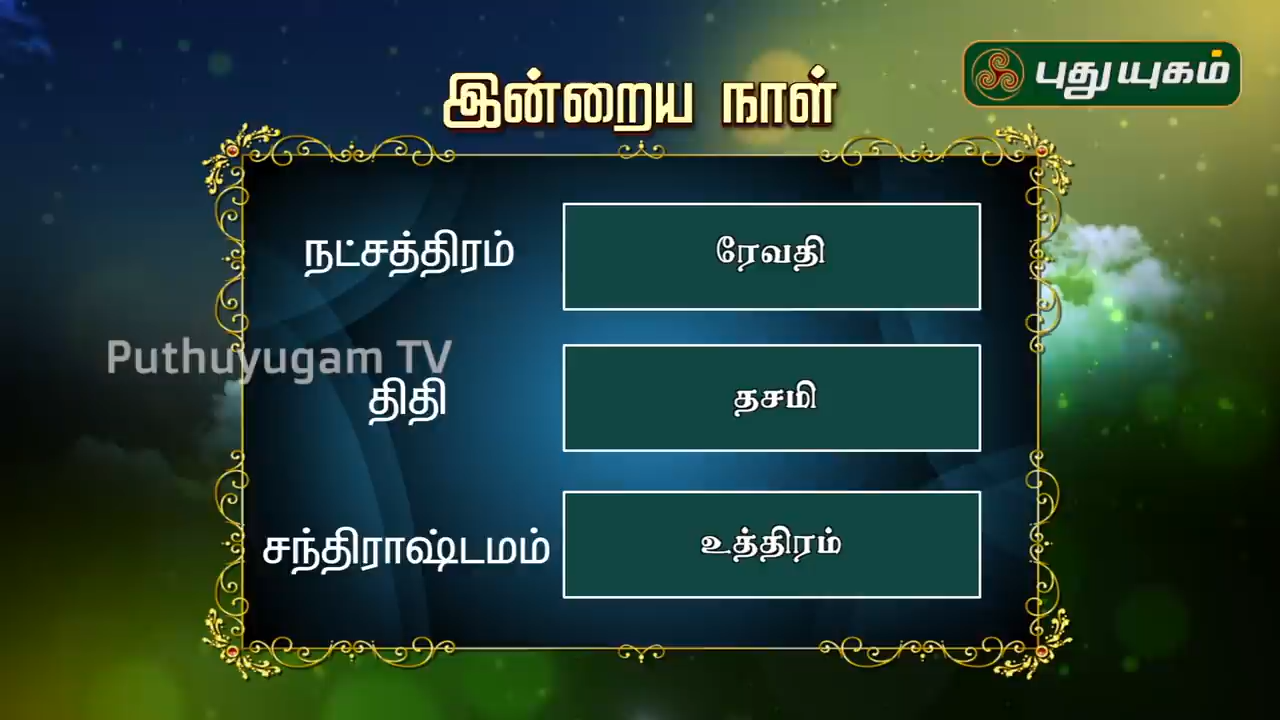 புதுயுகம்
இன்றைய நாள்
நட்சத்திரம் ரேவதி
Puthuyugam TV
திதி தசமி
சந்திராஷ்டமம் உத்திரம்